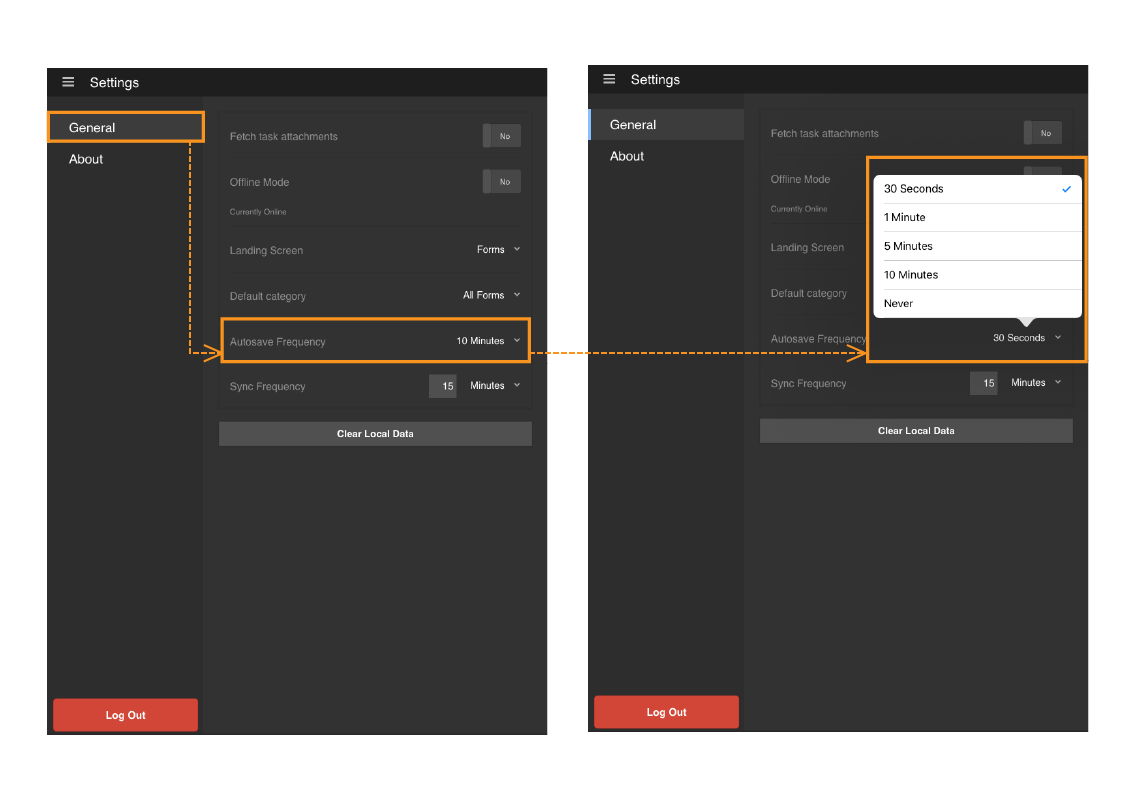 Settings
General
About
Fetch task attachments No
Offline Mode No
Currently Online
Landing Screen Forms
Default category All Forms
Autosave Frequency 10 Minutes
Sync Frequency 15 Minutes
Clear Local Data
Log Out
Settings
General
About
Fetch task attachments No
Offline Mode
Currently Online
Landing Screen
Default category
30 Seconds
1 Minute
5 Minutes
10 Minutes
Never
Autosave Frequency 30 Seconds
Sync Frequency 15 Minutes
Clear Local Data
Log Out